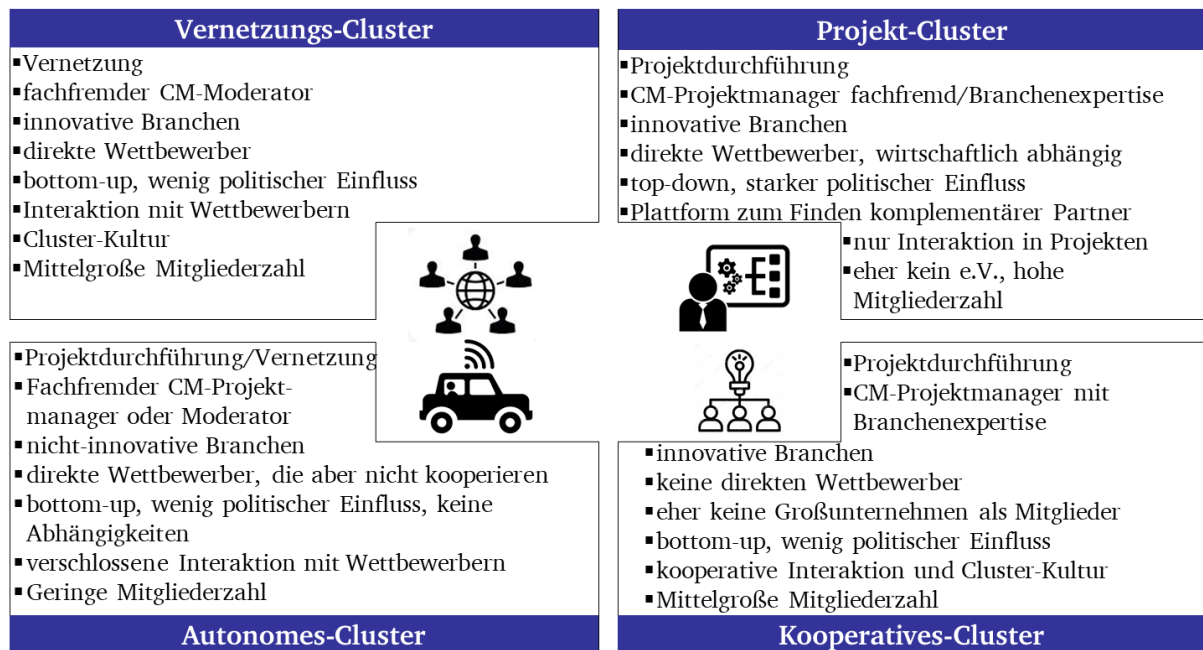 Vernetzungs-Cluster
▪Vernetzung
▪fachfremder CM-Moderator
▪innovative Branchen
▪direkte Wettbewerber
▪bottom-up, wenig politischer Einfluss
▪Interaktion mit Wettbewerbern
▪Cluster-Kultur
▪Mittelgroße Mitgliederzahl
Projekt-Cluster
▪Projektdurchführung
▪CM-Projektmanager fachfremd/Branchenexpertise
▪innovative Branchen
▪direkte Wettbewerber, wirtschaftlich abhängig
▪top-down, starker politischer Einfluss
▪Plattform zum Finden komplementärer Partner
▪nur Interaktion in Projekten
▪eher kein e.V., hohe
Mitgliederzahl
▪Projektdurchführung/Vernetzung
▪Fachfremder CM-Projekt-
manager oder Moderator
▪nicht-innovative Branchen
▪direkte Wettbewerber, die aber nicht kooperieren
▪bottom-up, wenig politischer Einfluss, keine
Abhängigkeiten
▪verschlossene Interaktion mit Wettbewerbern
▪Geringe Mitgliederzahl
Autonomes-Cluster
▪Projektdurchführung
▪CM-Projektmanager mit
Branchenexpertise
▪innovative Branchen
▪keine direkten Wettbewerber
▪eher keine Großunternehmen als Mitglieder
▪bottom-up, wenig politischer Einfluss
▪kooperative Interaktion und Cluster-Kultur
▪Mittelgroße Mitgliederzahl
Kooperatives-Cluster